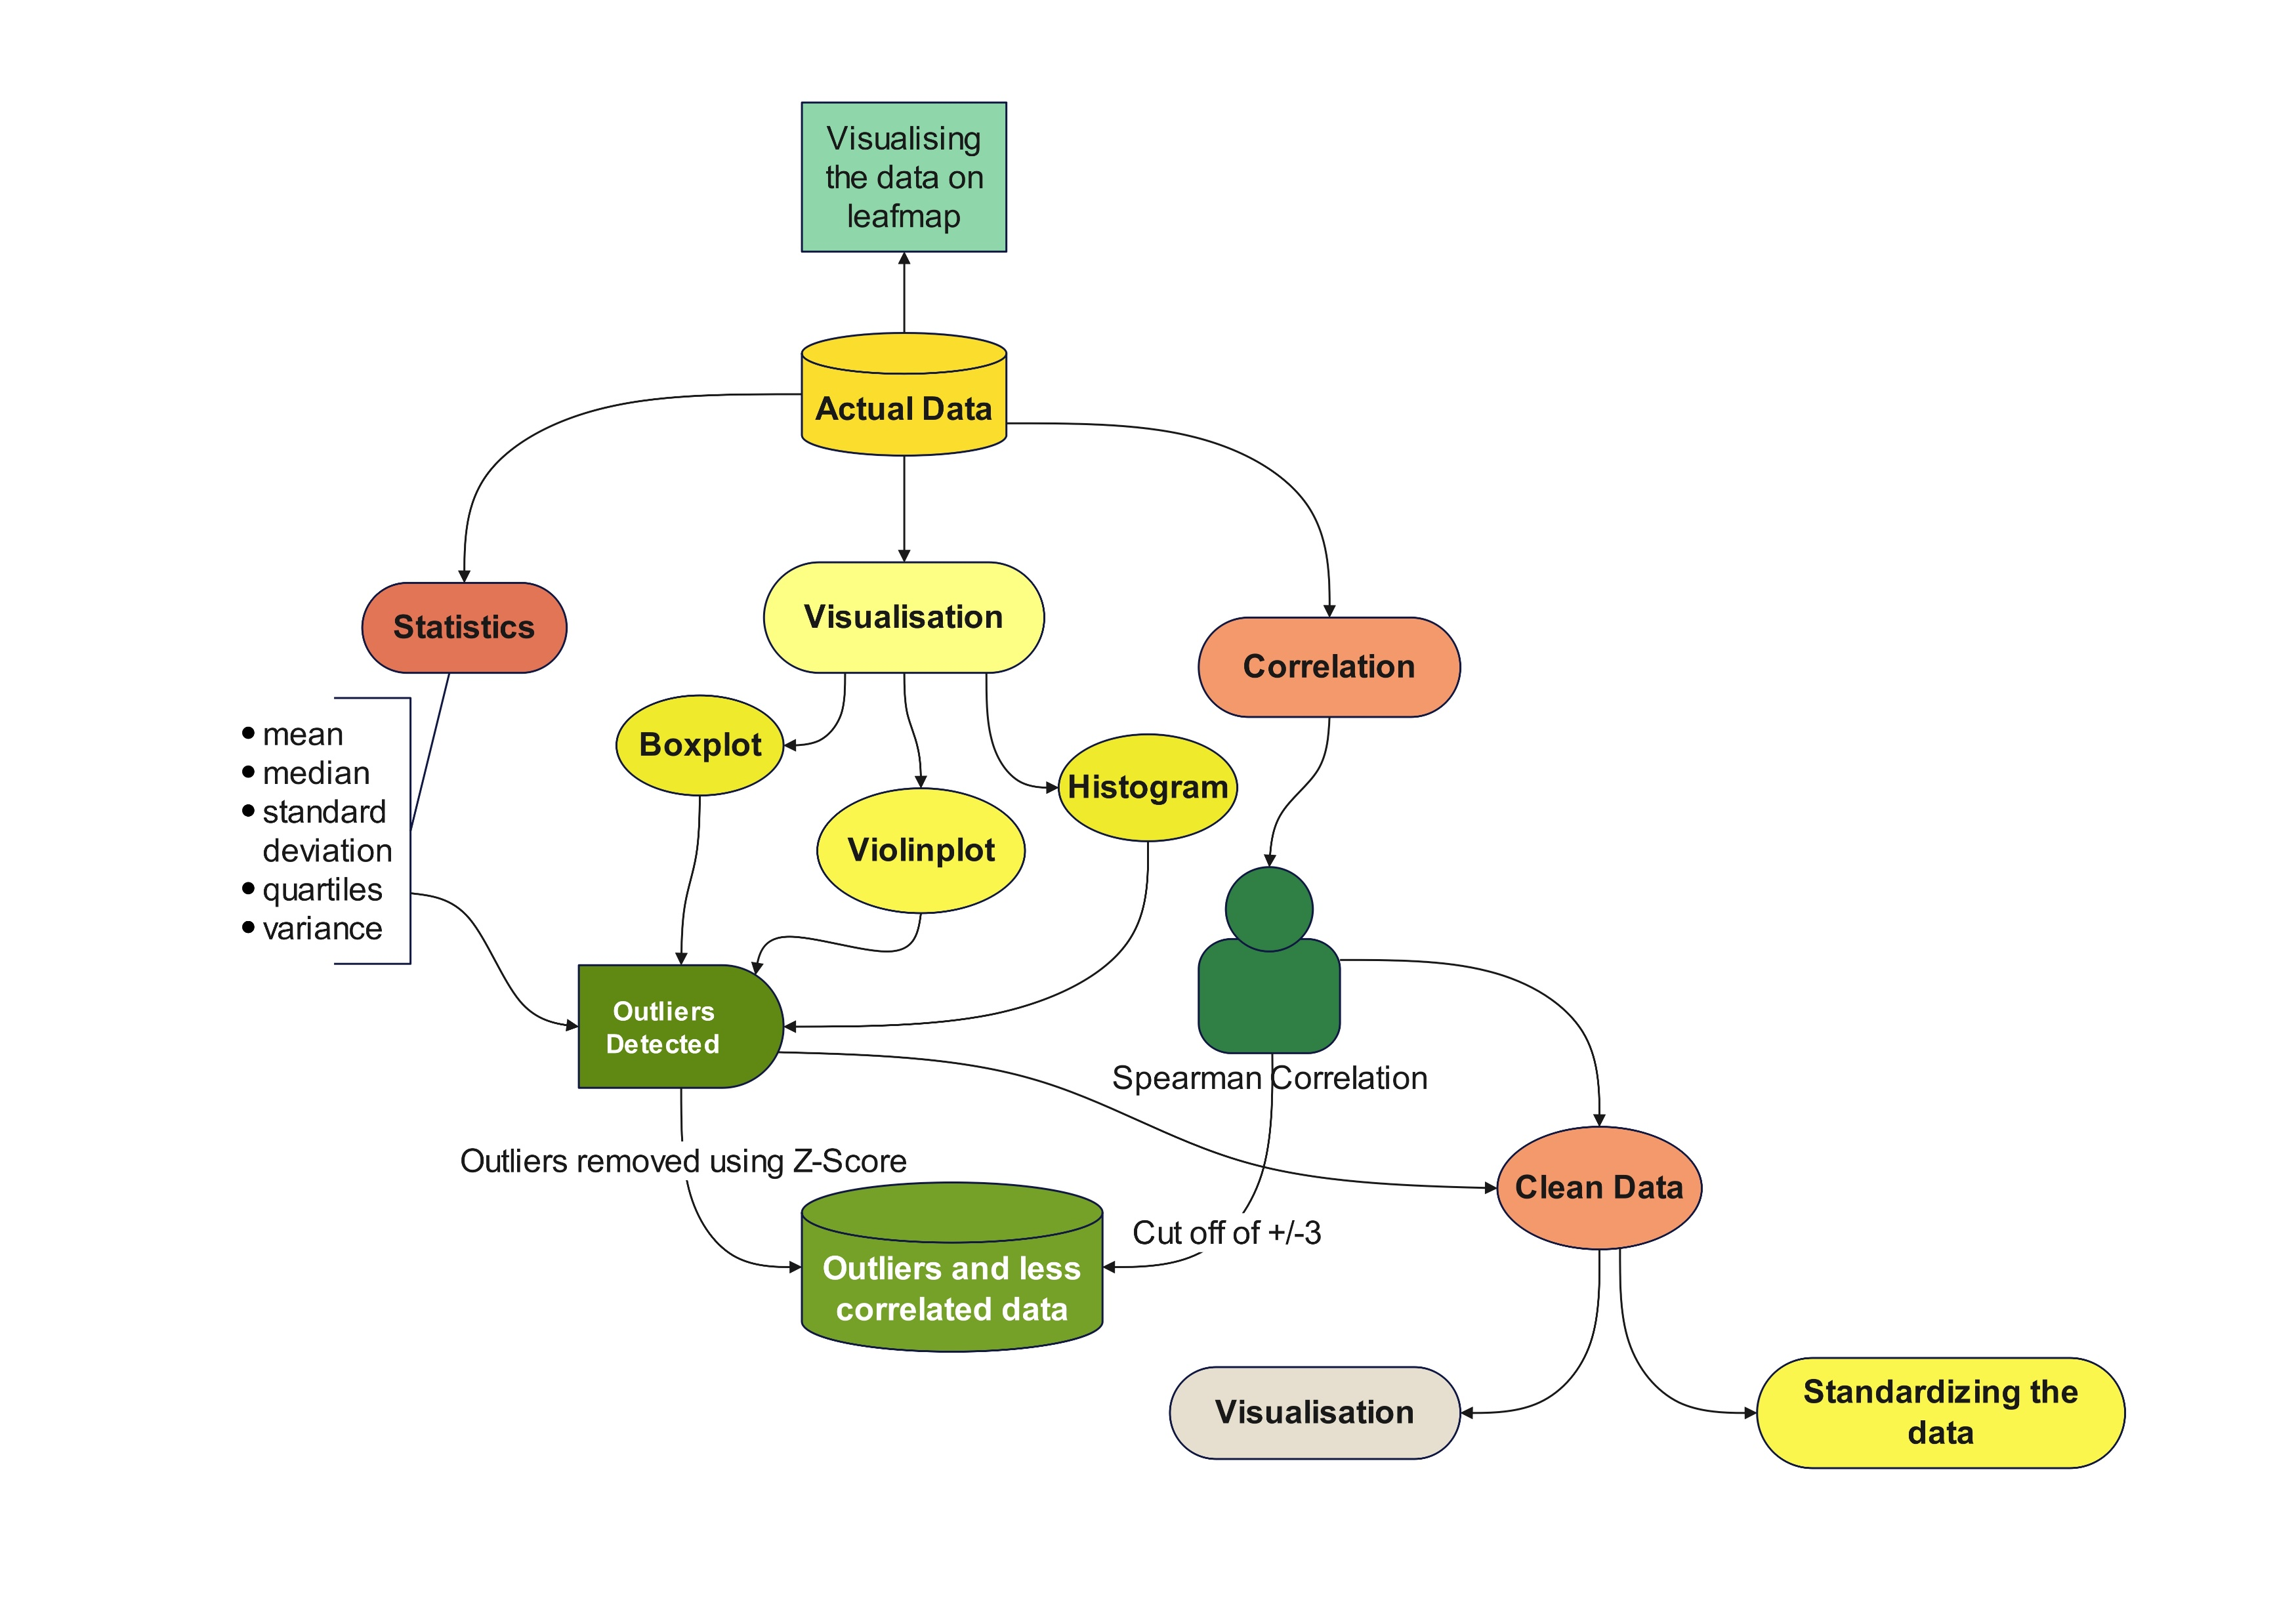 Visualising
the data on
leafmap
Actual Data
Statistics
Visualisation
Correlation
• mean
• median
• standard
deviation
• quartiles
• variance
Boxplot
Violinplot
Histogram
Outliers
Detected
Spearman Correlation
Outliers removed using Z-Score
Cut off of +/-3
Clean Data
Outliers and less
correlated data
Visualisation
Standardizing the
data